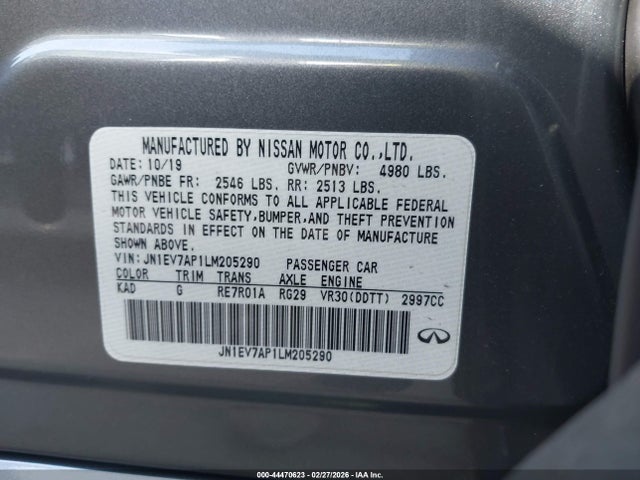 MANUFACTURED BY NISSAN MOTOR CO.,LTD.
DATE: 10/19 GVWR/PNBV: 4980 LBS.
GAWR/PNBE FR: 2546 LBS. RR: 2513 LBS.
THIS VEHICLE CONFORMS TO ALL APPLICABLE FEDERAL
MOTOR VEHICLE SAFETY,BUMPER,AND THEFT PREVENTION
STANDARDS IN EFFECT ON THE DATE OF MANUFACTURE
SHOWN ABOVE.
VIN: JN1EV7AP1LM205290 PASSENGER CAR
COLOR TRIM TRANS AXLE ENGINE
KAD G RE7R01A RG29 VR30(DDTT) 2997CC
JN1EV7AP1LM205290
000-44470623 - 02/27/2026 - Copyright IAA, LLC